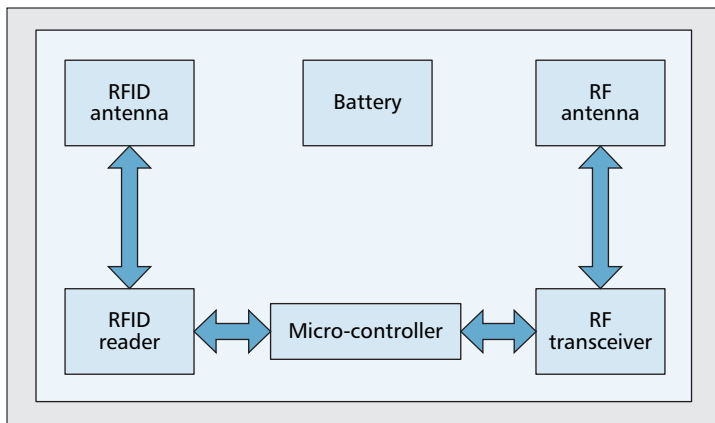 RFID
antenna
Battery
RF
antenna
RFID
reader
Micro-controller
RF
transceiver